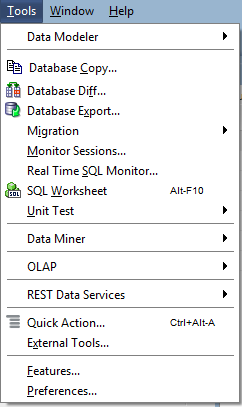 Tools Window Help
Data Modeler
Database Copy...
Database Diff...
Database Export...
Migration
Monitor Sessions...
Real Time SQL Monitor...
SQL SQL Worksheet Alt-F10
Unit Test
Data Miner
OLAP
REST Data Services
Quick Action... Ctrl+Alt-A
External Tools...
Features...
Preferences...